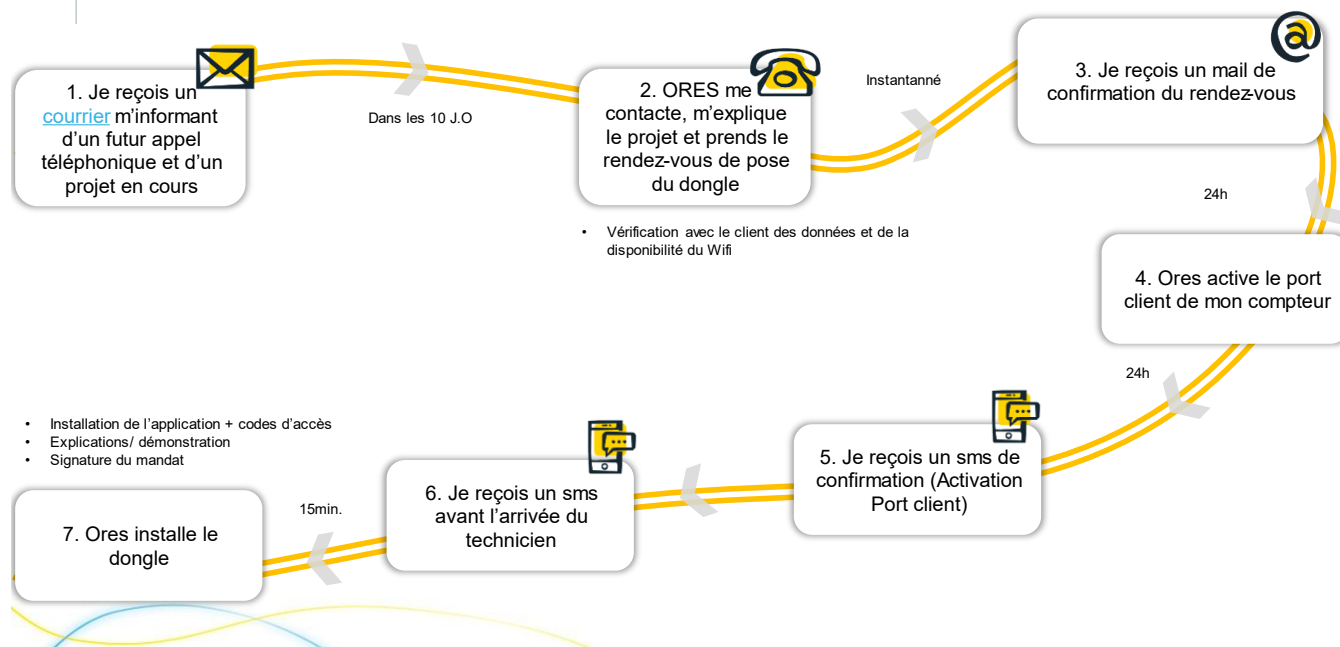 1. Je reçois un
courrier m'informant
d'un futur appel
téléphonique et d'un
projet en cours
Dans les 10 J.O
2. ORES me
contacte, m'explique
le projet et prends le
rendez-vous de pose
du dongle
• Vérification avec le client des données et de la
disponibilité du Wifi
Instantanné
@
3. Je reçois un mail de
confirmation du rendez-vous
24h
4. Ores active le port
client de mon compteur
24h
5. Je reçois un sms de
confirmation (Activation
Port client)
6. Je reçois un sms
avant l'arrivée du
technicien
15min.
• Installation de l'application + codes d'accès
• Explications/ démonstration
• Signature du mandat
7. Ores installe le
dongle